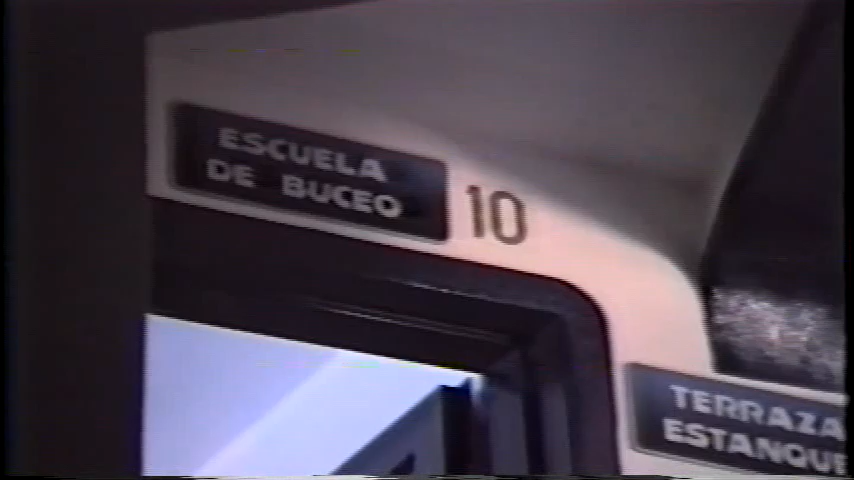 ESCUELA
DE BUCEO
10
TERRAZA
ESTANQUE